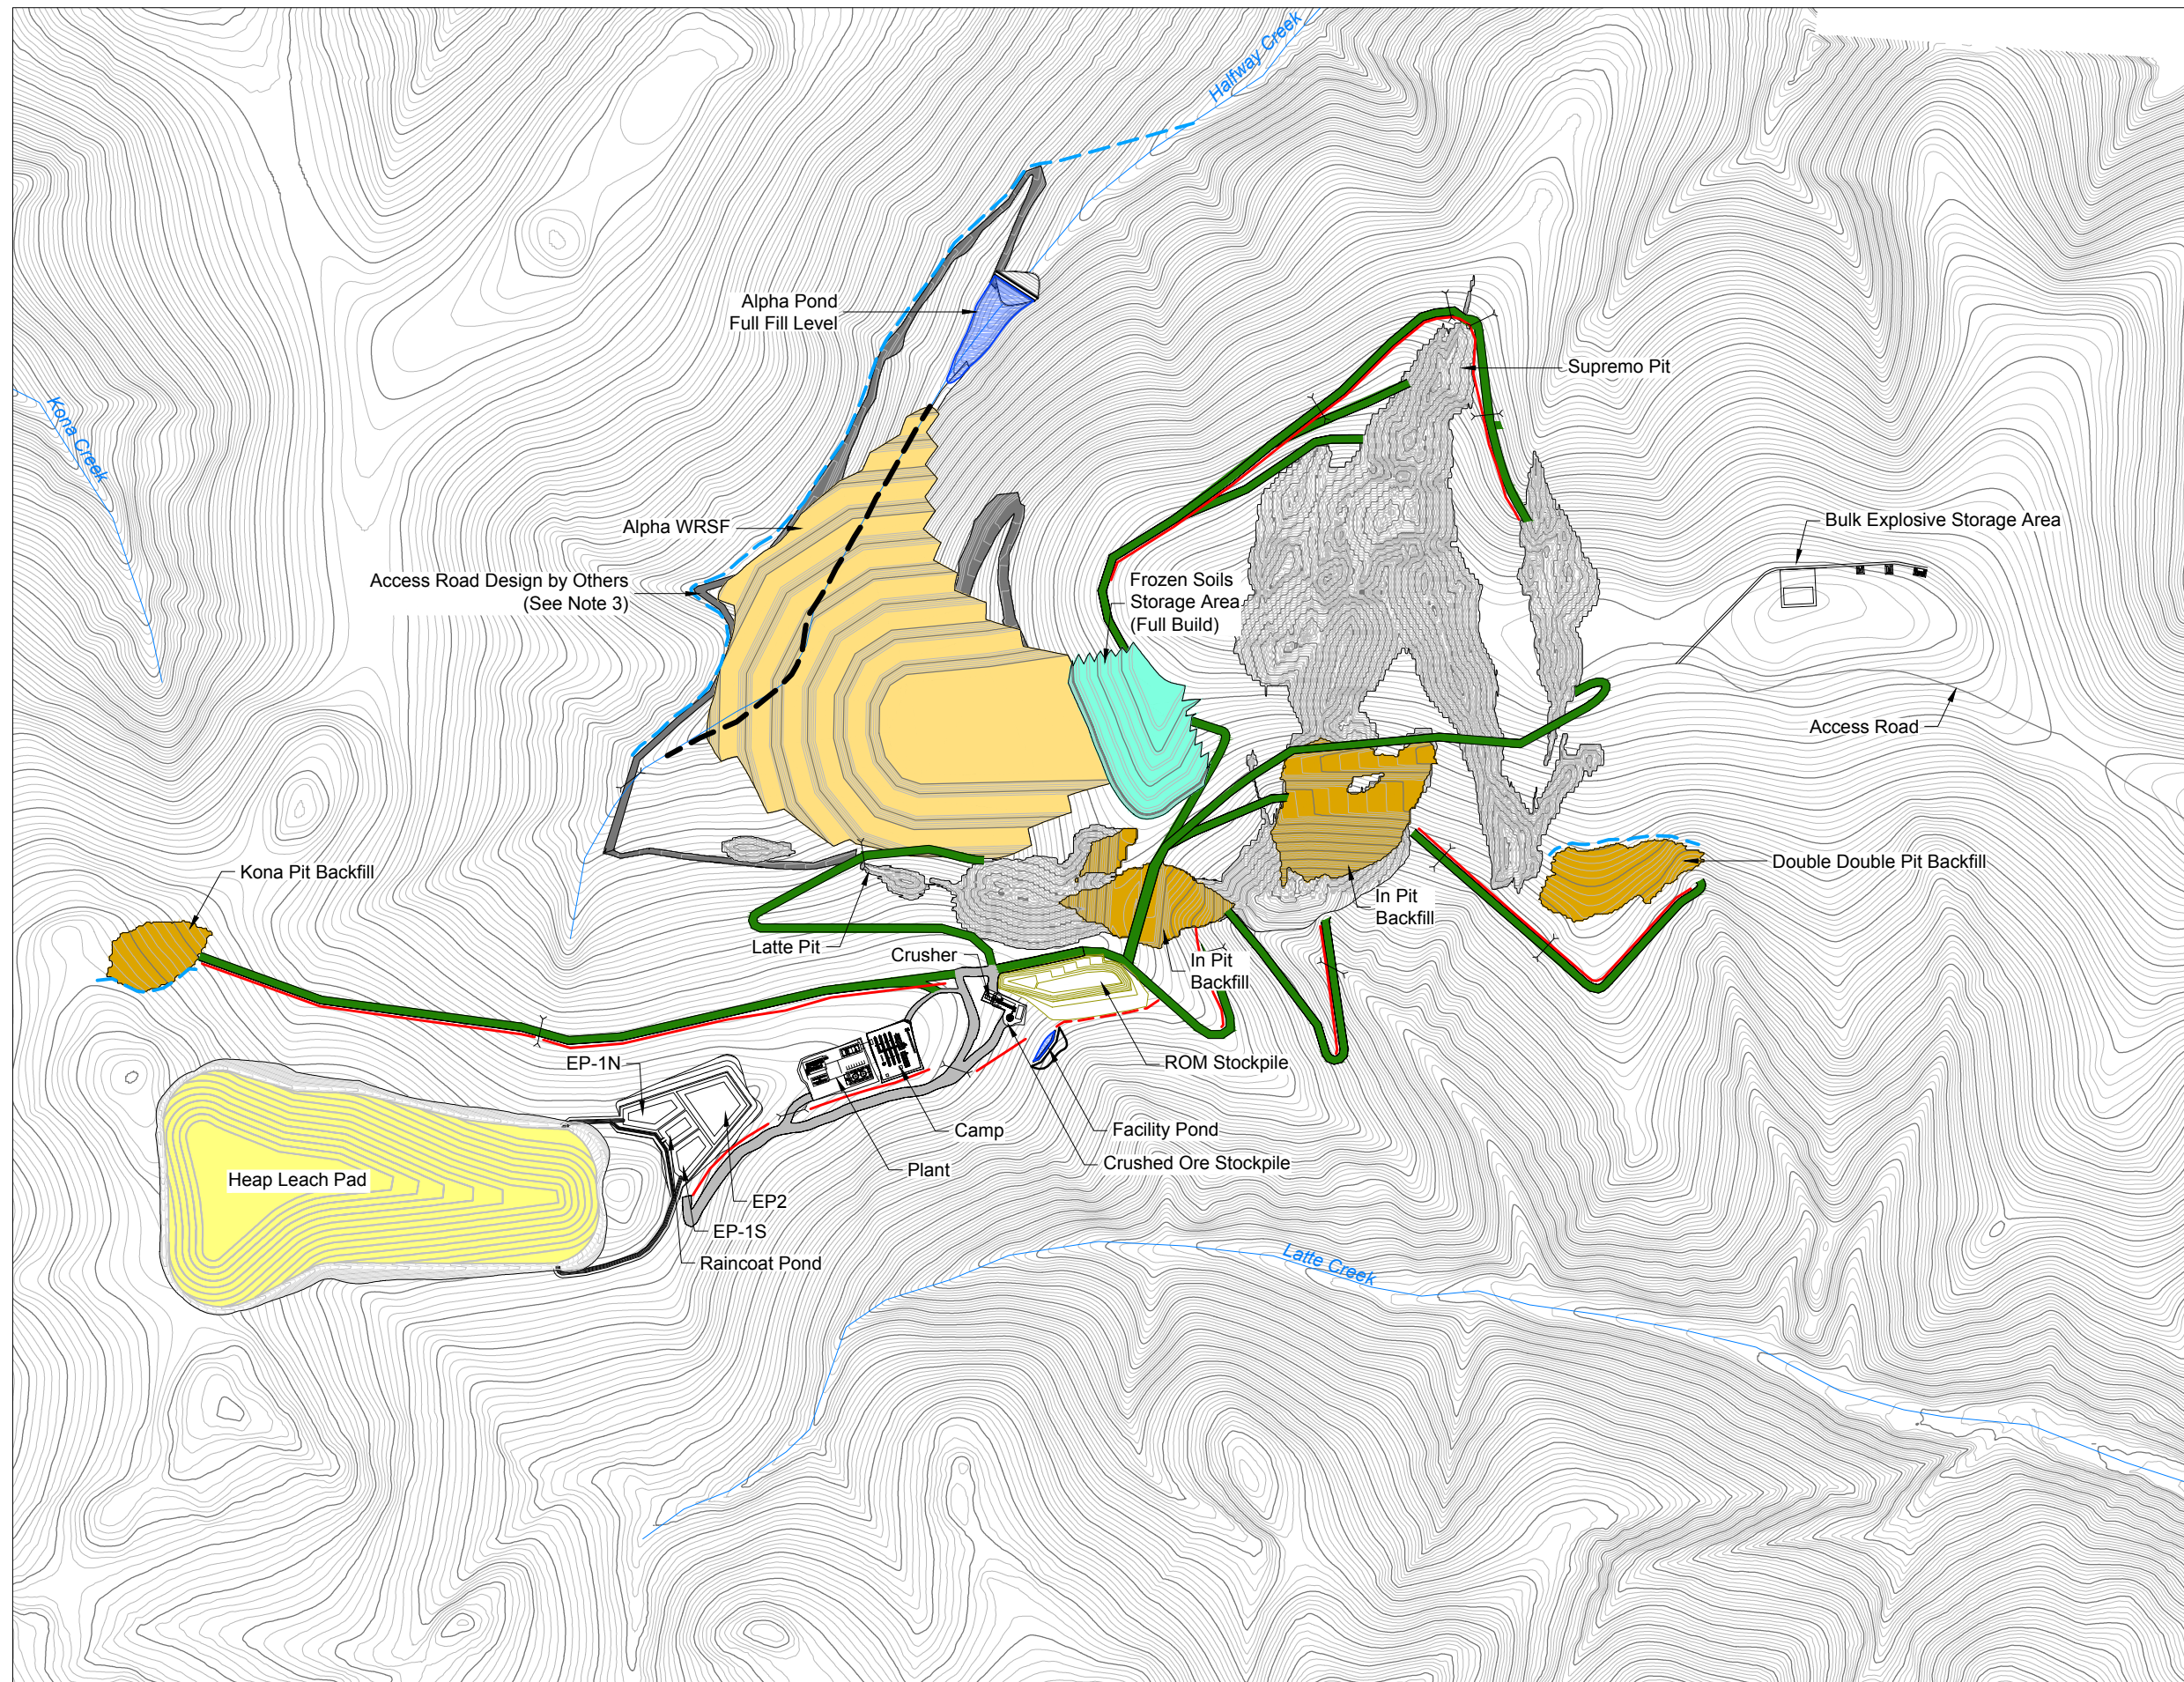 Halfway Creek
Alpha Pond
Full Fill Level
Supremo Pit
Kona Creek
Alpha WRSF
Bulk Explosive Storage Area
Access Road Design by Others
(See Note 3)
Frozen Soils
Storage Area
(Full Build)
Access Road
Kona Pit Backfill
Double Double Pit Backfill
In Pit
Backfill
Latte Pit
Crusher
In Pit
Backfill
EP-1N
ROM Stockpile
Camp
Facility Pond
Plant
Crushed Ore Stockpile
Heap Leach Pad
EP2
EP-1S
Raincoat Pond
Latte Creek